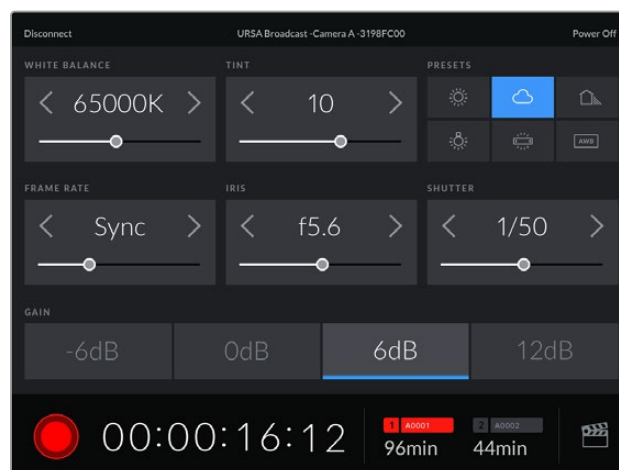 Disconnect URSA Broadcast -Camera A -3198FC00 Power Off
WHITE BALANCE TINT PRESETS
65000K 10
AWB
FRAME RATE IRIS SHUTTER
Sync f5.6 1/50
GAIN
-6dB 0dB 6dB 12dB
00:00:16:12 1 A0001 2 A0002
96min 44min